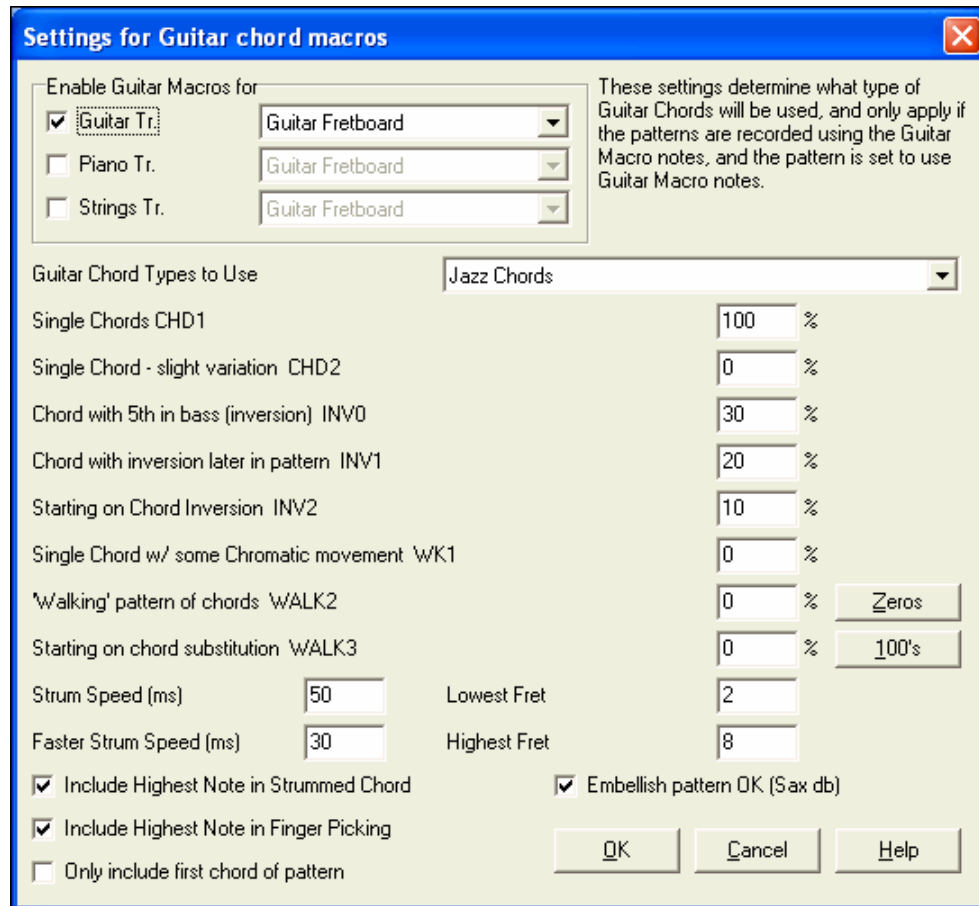 Settings for Guitar chord macros
Enable Guitar Macros for
Guitar Tr. Guitar Fretboard
Piano Tr. Guitar Fretboard
Strings Tr. Guitar Fretboard
These settings determine what type of
Guitar Chords will be used, and only apply if
the patterns are recorded using the Guitar
Macro notes, and the pattern is set to use
Guitar Macro notes.
Guitar Chord Types to Use Jazz Chords
Single Chords CHD1 100 %
Single Chord - slight variation CHD2 0 %
Chord with 5th in bass (inversion) INV0 30 %
Chord with inversion later in pattern INV1 20 %
Starting on Chord Inversion INV2 10 %
Single Chord w/ some Chromatic movement WK1 0 %
'Walking' pattern of chords WALK2 0 % Zeros
Starting on chord substitution WALK3 0 % 100's
Strum Speed (ms) 50 Lowest Fret 2
Faster Strum Speed (ms) 30 Highest Fret 8
Include Highest Note in Strummed Chord Embellish pattern OK (Sax db)
Include Highest Note in Finger Picking
Only include first chord of pattern
OK Cancel Help